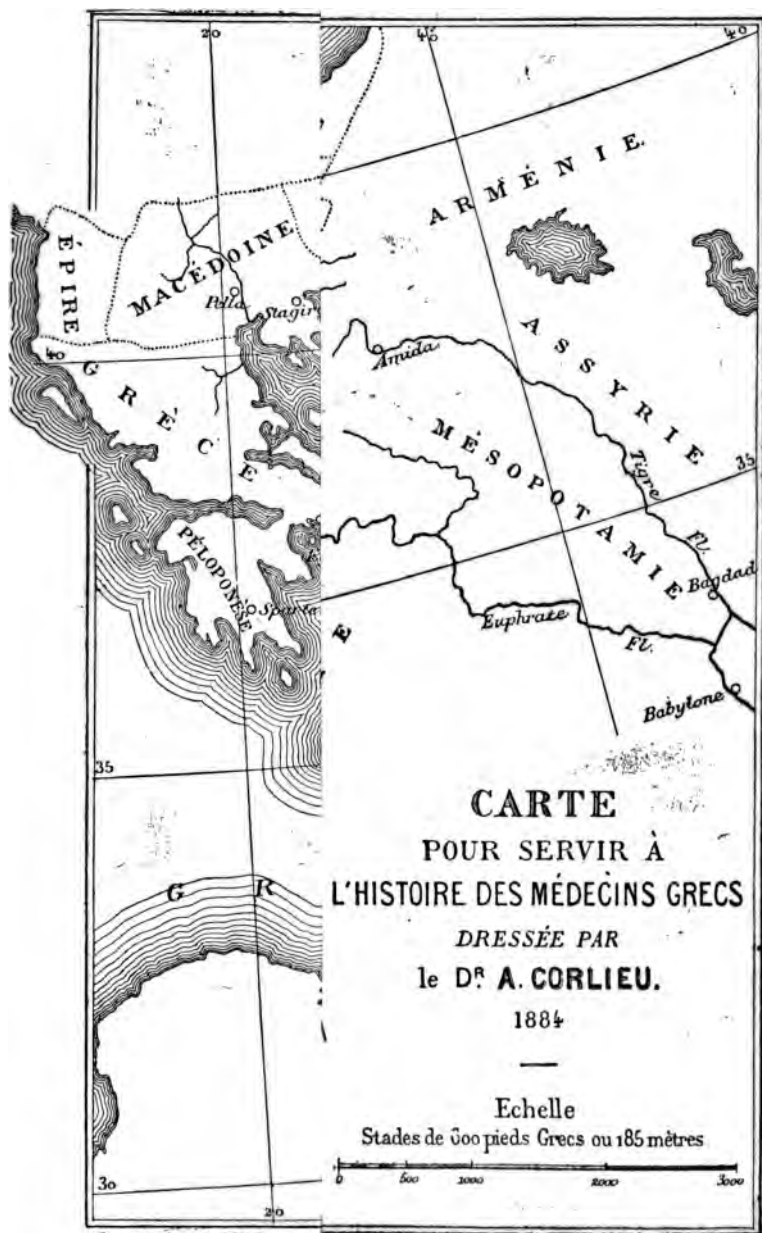 20
40
40
ARMÉNIE.
ÉPIRE
MACÉDOINE
Pella
Stagir
40
GRÈCE
Amida
ASSYRIE
MÉSOPOTAMIE
Tigre Fl.
35
PÉLOPONÈSE
Sparta
Bagdad
Euphrate Fl.
E
Babylone
35
G R
CARTE
POUR SERVIR À
L'HISTOIRE DES MÉDECINS GRECS
DRESSÉE PAR
le DR A. CORLIEU.
1884
Echelle
Stades de 600 pieds Grecs ou 185 mètres
0 500 1000 2000 3000
30
20